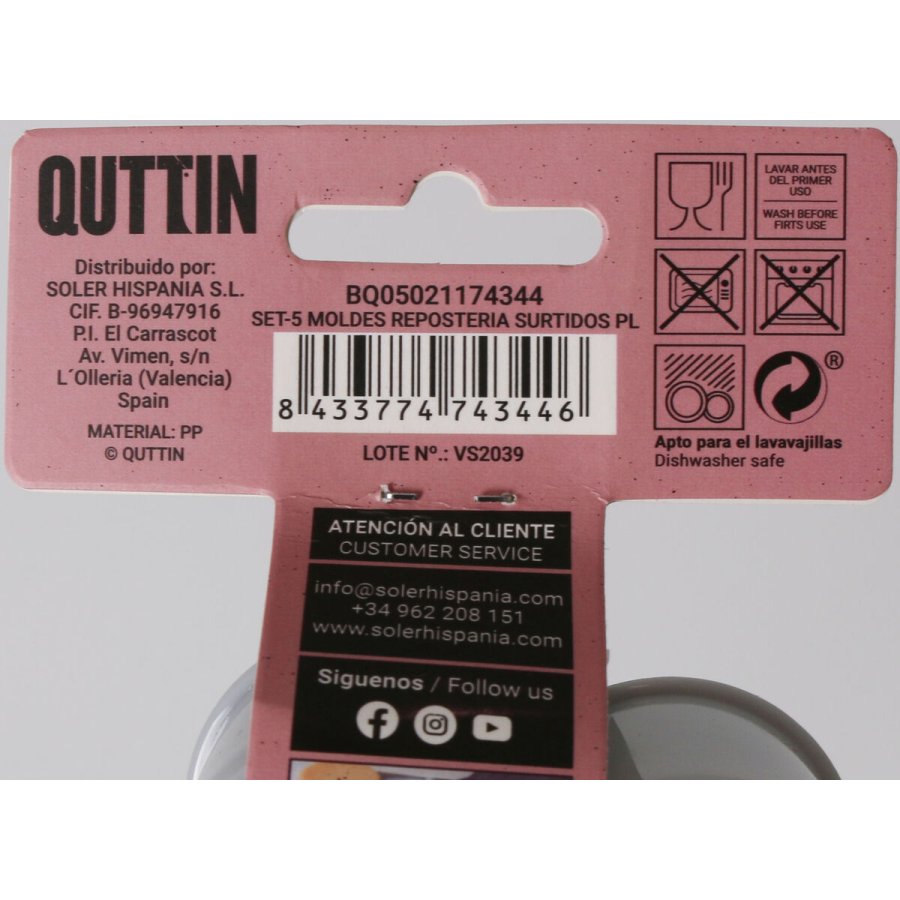 QUTTIN
Distribuido por:
SOLER HISPANIA S.L.
CIF. B-96947916
P.I. El Carrascot
Av. Vimen, s/n
L´Olleria (Valencia)
Spain
MATERIAL: PP
© QUTTIN
BQ05021174344
SET-5 MOLDES REPOSTERIA SURTIDOS PL
8 433774 743446
LOTE Nº.: VS2039
LAVAR ANTES
DEL PRIMER
USO
WASH BEFORE
FIRTS USE
®
Apto para el lavavajillas
Dishwasher safe
ATENCIÓN AL CLIENTE
CUSTOMER SERVICE
info@solerhispania.com
+34 962 208 151
www.solerhispania.com
Siguenos / Follow us